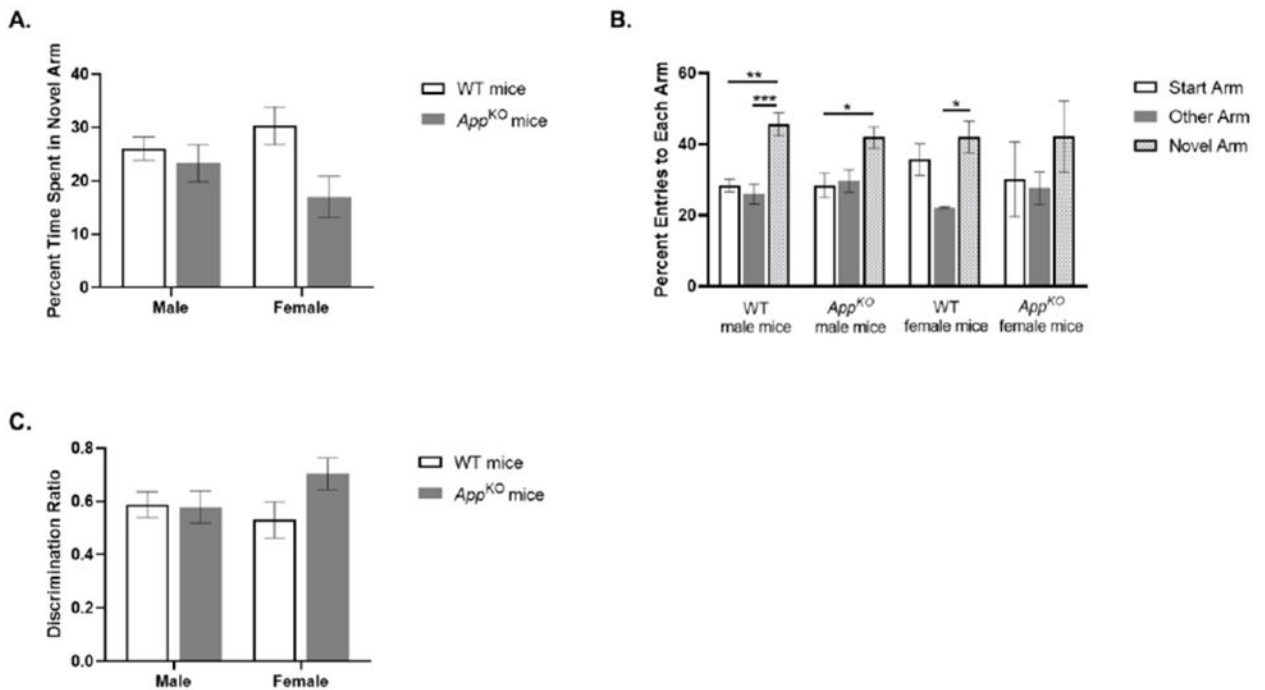 A.
Percent Time Spent in Novel Arm
40
30
20
10
0
Male
Female
WT mice
App^KO mice
B.
Percent Entries to Each Arm
60
40
20
0
**
***
*
*
WT
male mice
App^KO
male mice
WT
female mice
App^KO
female mice
Start Arm
Other Arm
Novel Arm
C.
Discrimination Ratio
0.8
0.6
0.4
0.2
0.0
Male
Female
WT mice
App^KO mice